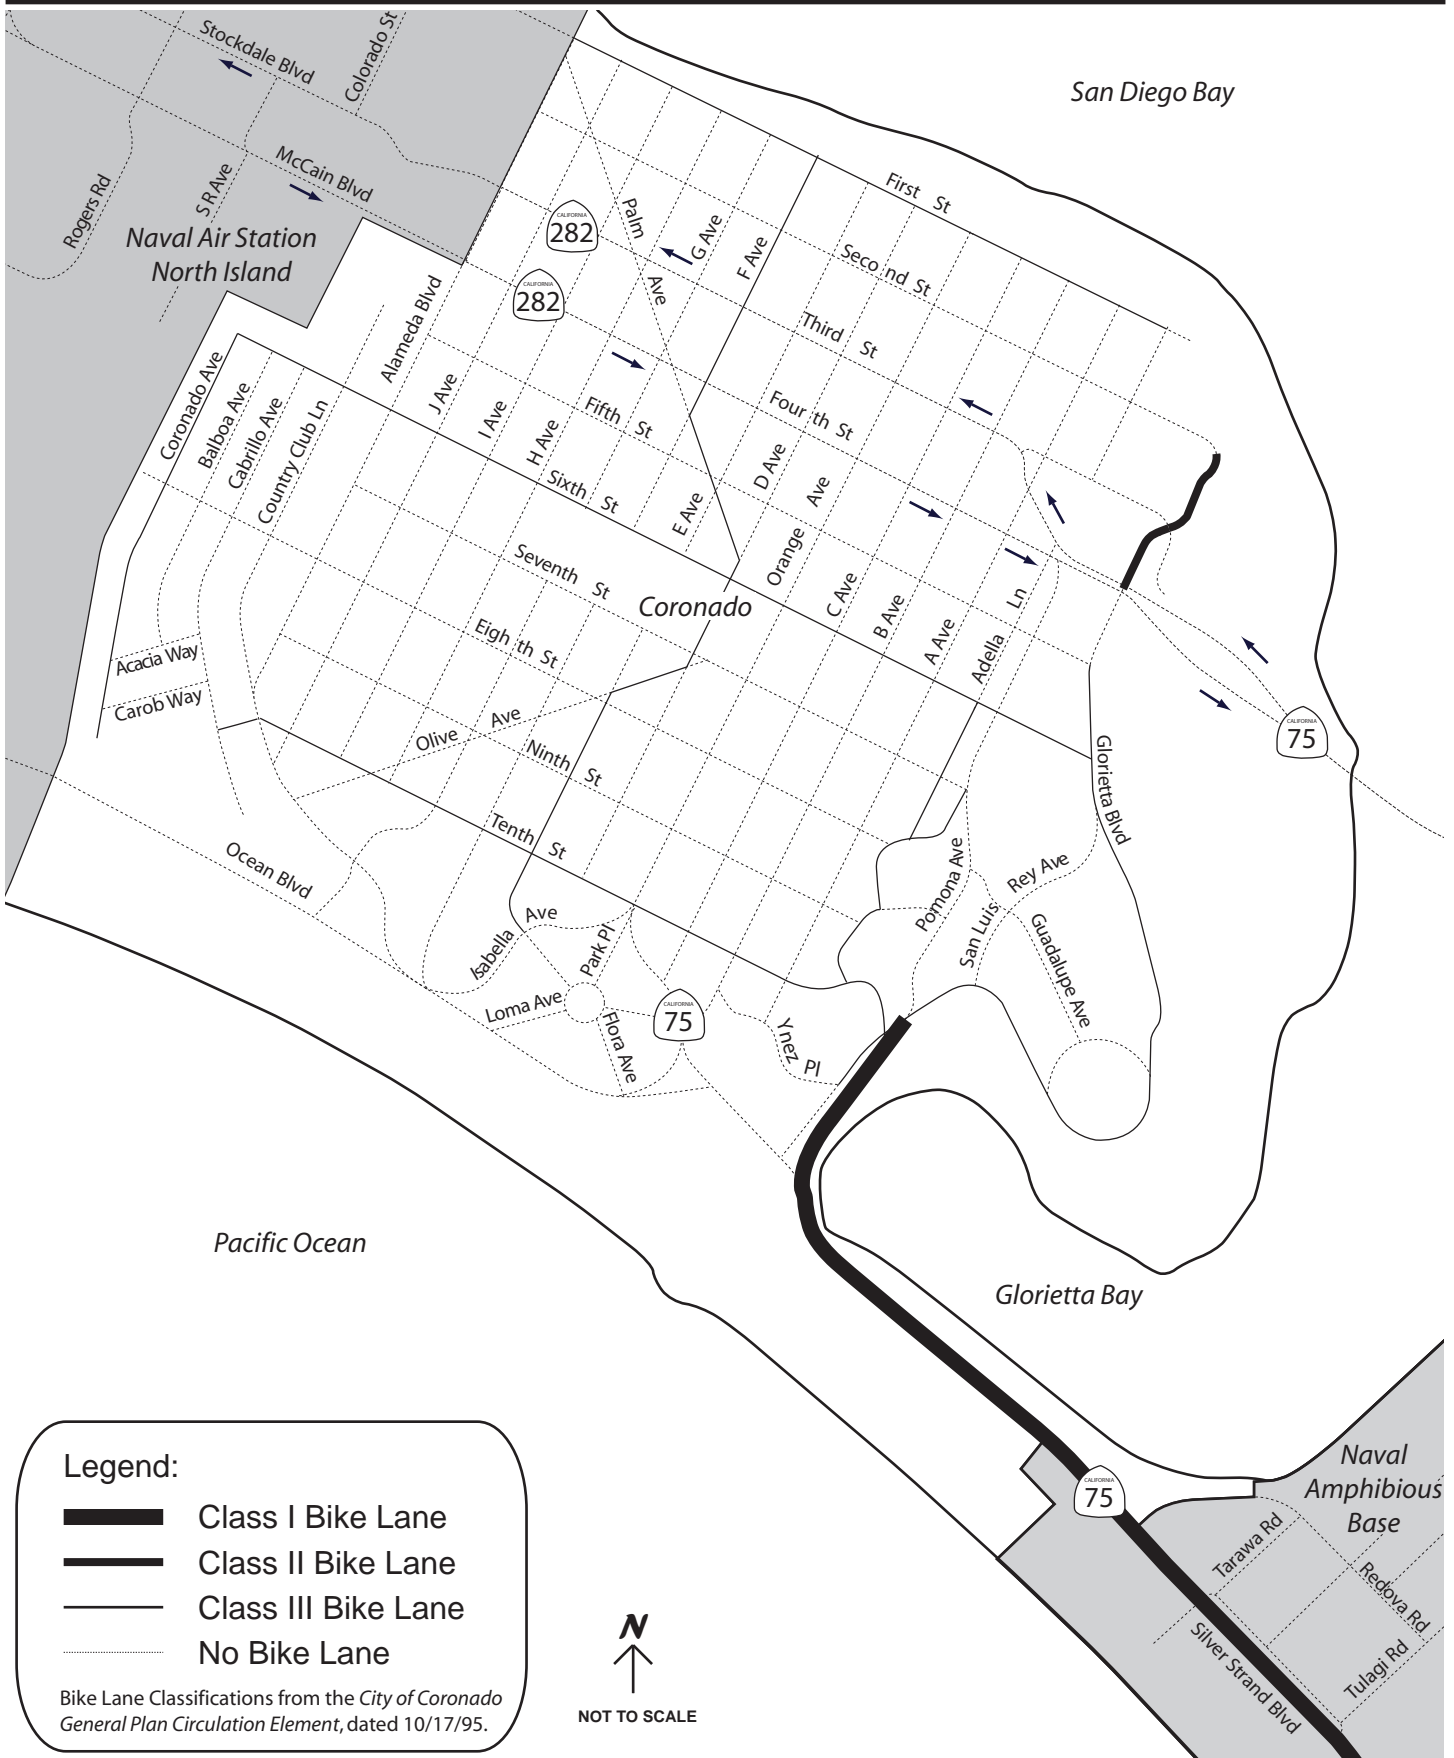 Stockdale Blvd
Colorado St
San Diego Bay
McCain Blvd
S R Ave
Rogers Rd
Naval Air Station
North Island
CALIFORNIA
282
CALIFORNIA
282
Palm
Ave
G Ave
F Ave
First St
Second St
Third St
Fourth St
Fifth St
Sixth St
Seventh St
Eighth St
Ninth St
Tenth St
Alameda Blvd
Coronado Ave
Balboa Ave
Cabrillo Ave
Country Club Ln
J Ave
I Ave
H Ave
E Ave
D Ave
Orange Ave
C Ave
B Ave
A Ave
Adella Ln
Coronado
Acacia Way
Carob Way
Olive Ave
Ocean Blvd
Glorietta Blvd
CALIFORNIA
75
Pomona Ave
Rey Ave
San Luis
Guadalupe Ave
Isabella Ave
Park Pl
Loma Ave
Flora Ave
CALIFORNIA
75
Ynez Pl
Pacific Ocean
Glorietta Bay
CALIFORNIA
75
Naval
Amphibious
Base
Tarawa Rd
Redova Rd
Tulagi Rd
Silver Strand Blvd
Legend:
Class I Bike Lane
Class II Bike Lane
Class III Bike Lane
No Bike Lane
Bike Lane Classifications from the City of Coronado
General Plan Circulation Element, dated 10/17/95.
N
NOT TO SCALE